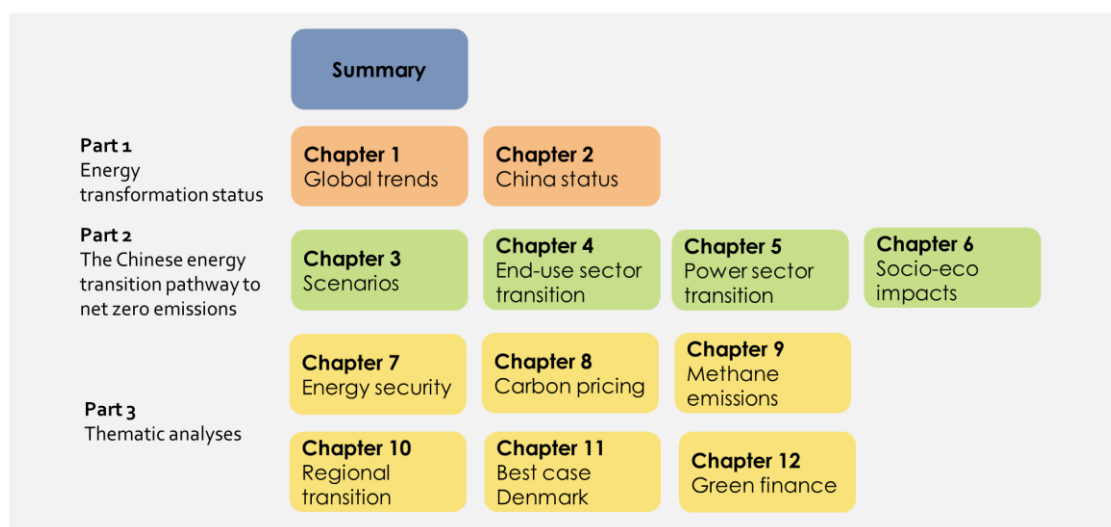 Summary
Part 1
Energy
transformation status
Chapter 1
Global trends
Chapter 2
China status
Part 2
The Chinese energy
transition pathway to
net zero emissions
Chapter 3
Scenarios
Chapter 4
End-use sector
transition
Chapter 5
Power sector
transition
Chapter 6
Socio-eco
impacts
Part 3
Thematic analyses
Chapter 7
Energy security
Chapter 8
Carbon pricing
Chapter 9
Methane
emissions
Chapter 10
Regional
transition
Chapter 11
Best case
Denmark
Chapter 12
Green finance